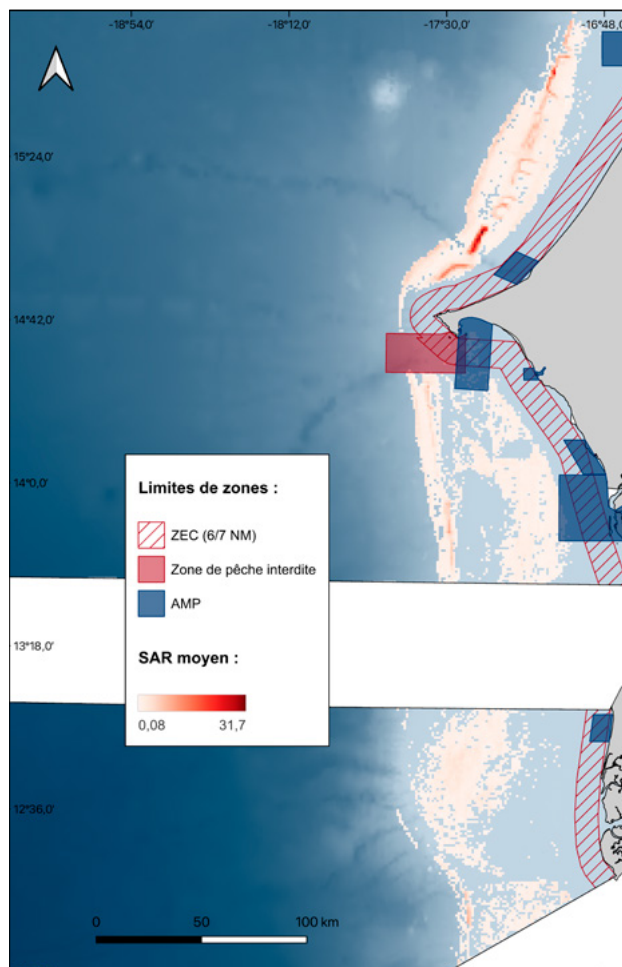 -18°54,0' -18°12,0' -17°30,0' -16°48,0'
15°24,0'
14°42,0'
14°0,0'
Limites de zones :
ZEC (6/7 NM)
Zone de pêche interdite
AMP
13°18,0'
SAR moyen :
0,08 31,7
12°36,0'
0 50 100 km